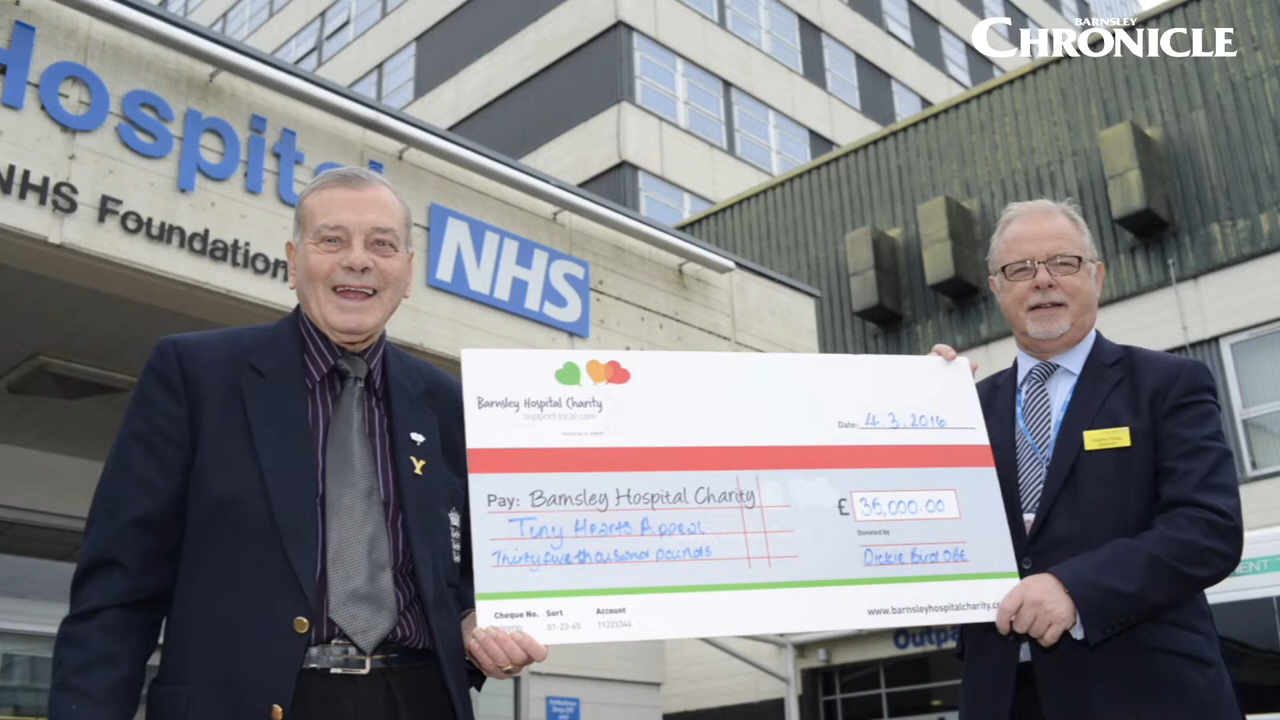 BARNSLEY
CHRONICLE
Hospital
NHS Foundation
NHS
Barnsley Hospital Charity
support local care
Date: 4.3.2016
Pay: Barnsley Hospital Charity
£ 35,000.00
Tiny Hearts Appeal
Thirty five thousand pounds
Donated by
Dickie Bird OBE
Cheque No. Sort Account
01-23-45 11223344
www.barnsleyhospitalcharity.co
Outpa